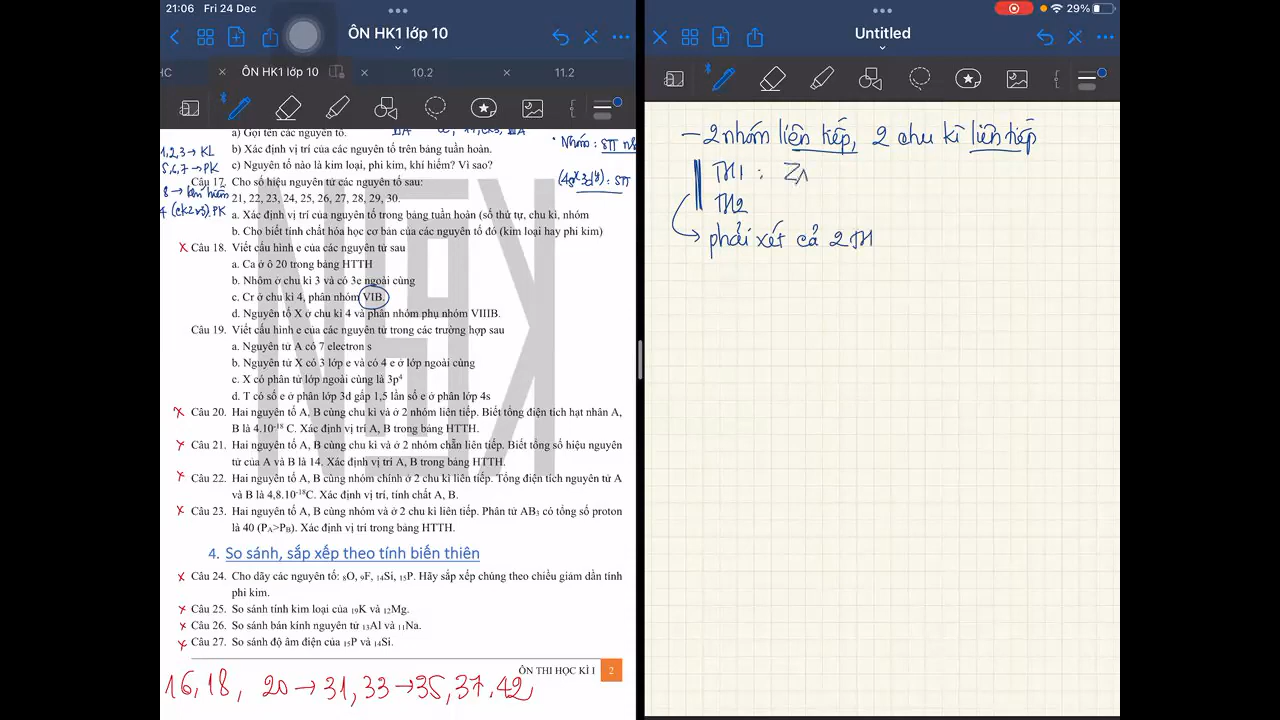 21:06 Fri 24 Dec
29%
ÔN HK1 lớp 10
Untitled
HC
ÔN HK1 lớp 10
10.2
11.2
a) Gọi tên các nguyên tố.
b) Xác định vị trí của các nguyên tố trên bảng tuần hoàn.
c) Nguyên tố nào là kim loại, phi kim, khí hiếm? Vì sao?
1,2,3 → KL
5,6,7 → PK
8 → khí hiếm
4 (ck2,3). PK
Nhóm : STT
: STT
Câu 17. Cho số hiệu nguyên tử các nguyên tố sau:
21, 22, 23, 24, 25, 26, 27, 28, 29, 30.
a. Xác định vị trí của nguyên tố trong bảng tuần hoàn (số thứ tự, chu kì, nhóm
b. Cho biết tính chất hóa học cơ bản của các nguyên tố đó (kim loại hay phi kim)
x Câu 18. Viết cấu hình e của các nguyên tử sau
a. Ca ở ô 20 trong bảng HTTH
b. Nhôm ở chu kì 3 và có 3e ngoài cùng
c. Cr ở chu kì 4, phân nhóm VIB.
d. Nguyên tố X ở chu kì 4 và phân nhóm phụ nhóm VIIIB.
Câu 19. Viết cấu hình e của các nguyên tử trong các trường hợp sau
a. Nguyên tử A có 7 electron s
b. Nguyên tử X có 3 lớp e và có 4 e ở lớp ngoài cùng
c. X có phân tử lớp ngoài cùng là 3p⁴
d. T có số e ở phân lớp 3d gấp 1,5 lần số e ở phân lớp 4s
x Câu 20. Hai nguyên tố A, B cùng chu kì và ở 2 nhóm liên tiếp. Biết tổng điện tích hạt nhân A,
B là 4.10⁻¹⁸ C. Xác định vị trí A, B trong bảng HTTH.
x Câu 21. Hai nguyên tố A, B cùng chu kì và ở 2 nhóm chẵn liên tiếp. Biết tổng số hiệu nguyên
tử của A và B là 14. Xác định vị trí A, B trong bảng HTTH.
x Câu 22. Hai nguyên tố A, B cùng nhóm chính ở 2 chu kì liên tiếp. Tổng điện tích nguyên tử A
và B là 4,8.10⁻¹⁸C. Xác định vị trí, tính chất A, B.
x Câu 23. Hai nguyên tố A, B cùng nhóm và ở 2 chu kì liên tiếp. Phân tử AB₃ có tổng số proton
là 40 (P_A>P_B). Xác định vị trí trong bảng HTTH.
4. So sánh, sắp xếp theo tính biến thiên
x Câu 24. Cho dãy các nguyên tố: ₈O, ₉F, ₁₄Si, ₁₅P. Hãy sắp xếp chúng theo chiều giảm dần tính
phi kim.
x Câu 25. So sánh tính kim loại của ₁₉K và ₁₂Mg.
x Câu 26. So sánh bán kính nguyên tử ₁₃Al và ₁₁Na.
x Câu 27. So sánh độ âm điện của ₁₅P và ₁₄Si.
ÔN THI HỌC KÌ I 2
16, 18, 20 → 31, 33 → 35, 37, 42,
– 2 nhóm liên tiếp, 2 chu kì liên tiếp
TH1 :
TH2
→ phải xét cả 2 TH